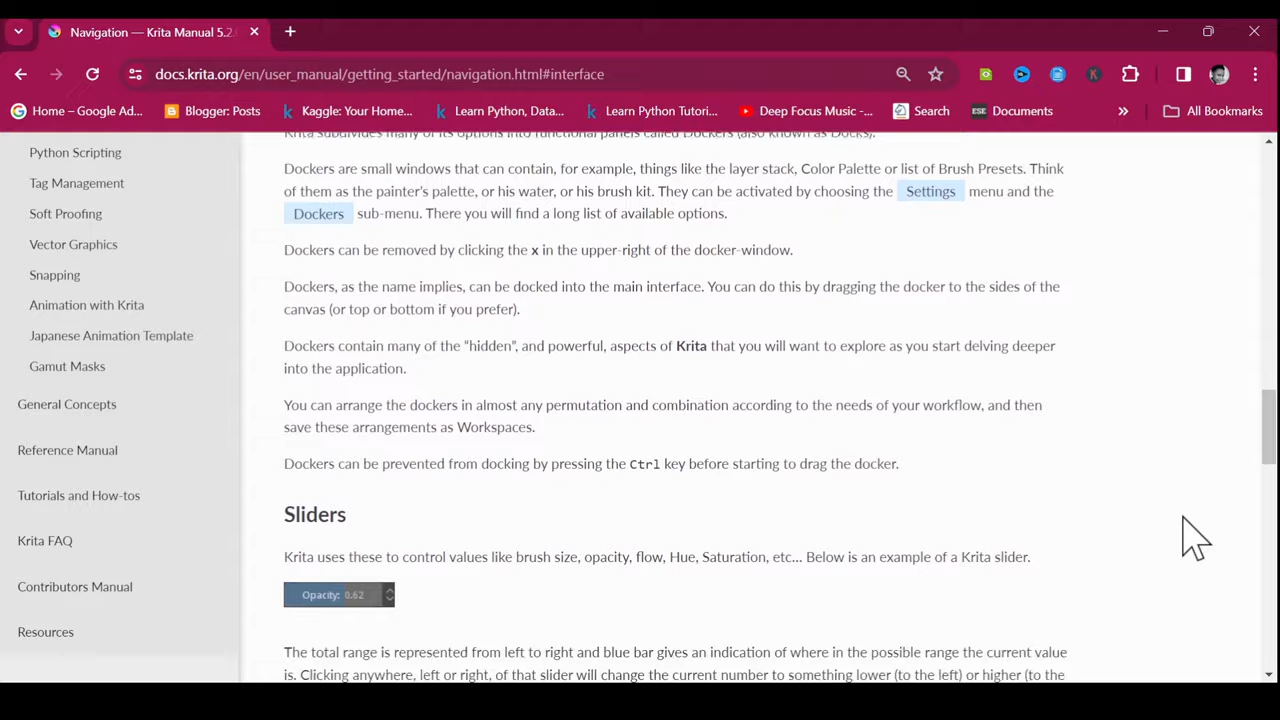 Navigation — Krita Manual 5.2.
docs.krita.org/en/user_manual/getting_started/navigation.html#interface
Home – Google Ad...
Blogger: Posts
Kaggle: Your Home...
Learn Python, Data...
Learn Python Tutori...
Deep Focus Music -...
Search
ESE
Documents
All Bookmarks
Python Scripting
Tag Management
Soft Proofing
Vector Graphics
Snapping
Animation with Krita
Japanese Animation Template
Gamut Masks
General Concepts
Reference Manual
Tutorials and How-tos
Krita FAQ
Contributors Manual
Resources
Krita subdivides many of its options into functional panels called Dockers (also known as Docks).
Dockers are small windows that can contain, for example, things like the layer stack, Color Palette or list of Brush Presets. Think
of them as the painter's palette, or his water, or his brush kit. They can be activated by choosing the Settings menu and the
Dockers sub-menu. There you will find a long list of available options.
Dockers can be removed by clicking the x in the upper-right of the docker-window.
Dockers, as the name implies, can be docked into the main interface. You can do this by dragging the docker to the sides of the
canvas (or top or bottom if you prefer).
Dockers contain many of the “hidden”, and powerful, aspects of Krita that you will want to explore as you start delving deeper
into the application.
You can arrange the dockers in almost any permutation and combination according to the needs of your workflow, and then
save these arrangements as Workspaces.
Dockers can be prevented from docking by pressing the Ctrl key before starting to drag the docker.
Sliders
Krita uses these to control values like brush size, opacity, flow, Hue, Saturation, etc... Below is an example of a Krita slider.
Opacity: 0.62
The total range is represented from left to right and blue bar gives an indication of where in the possible range the current value
is. Clicking anywhere, left or right, of that slider will change the current number to something lower (to the left) or higher (to the